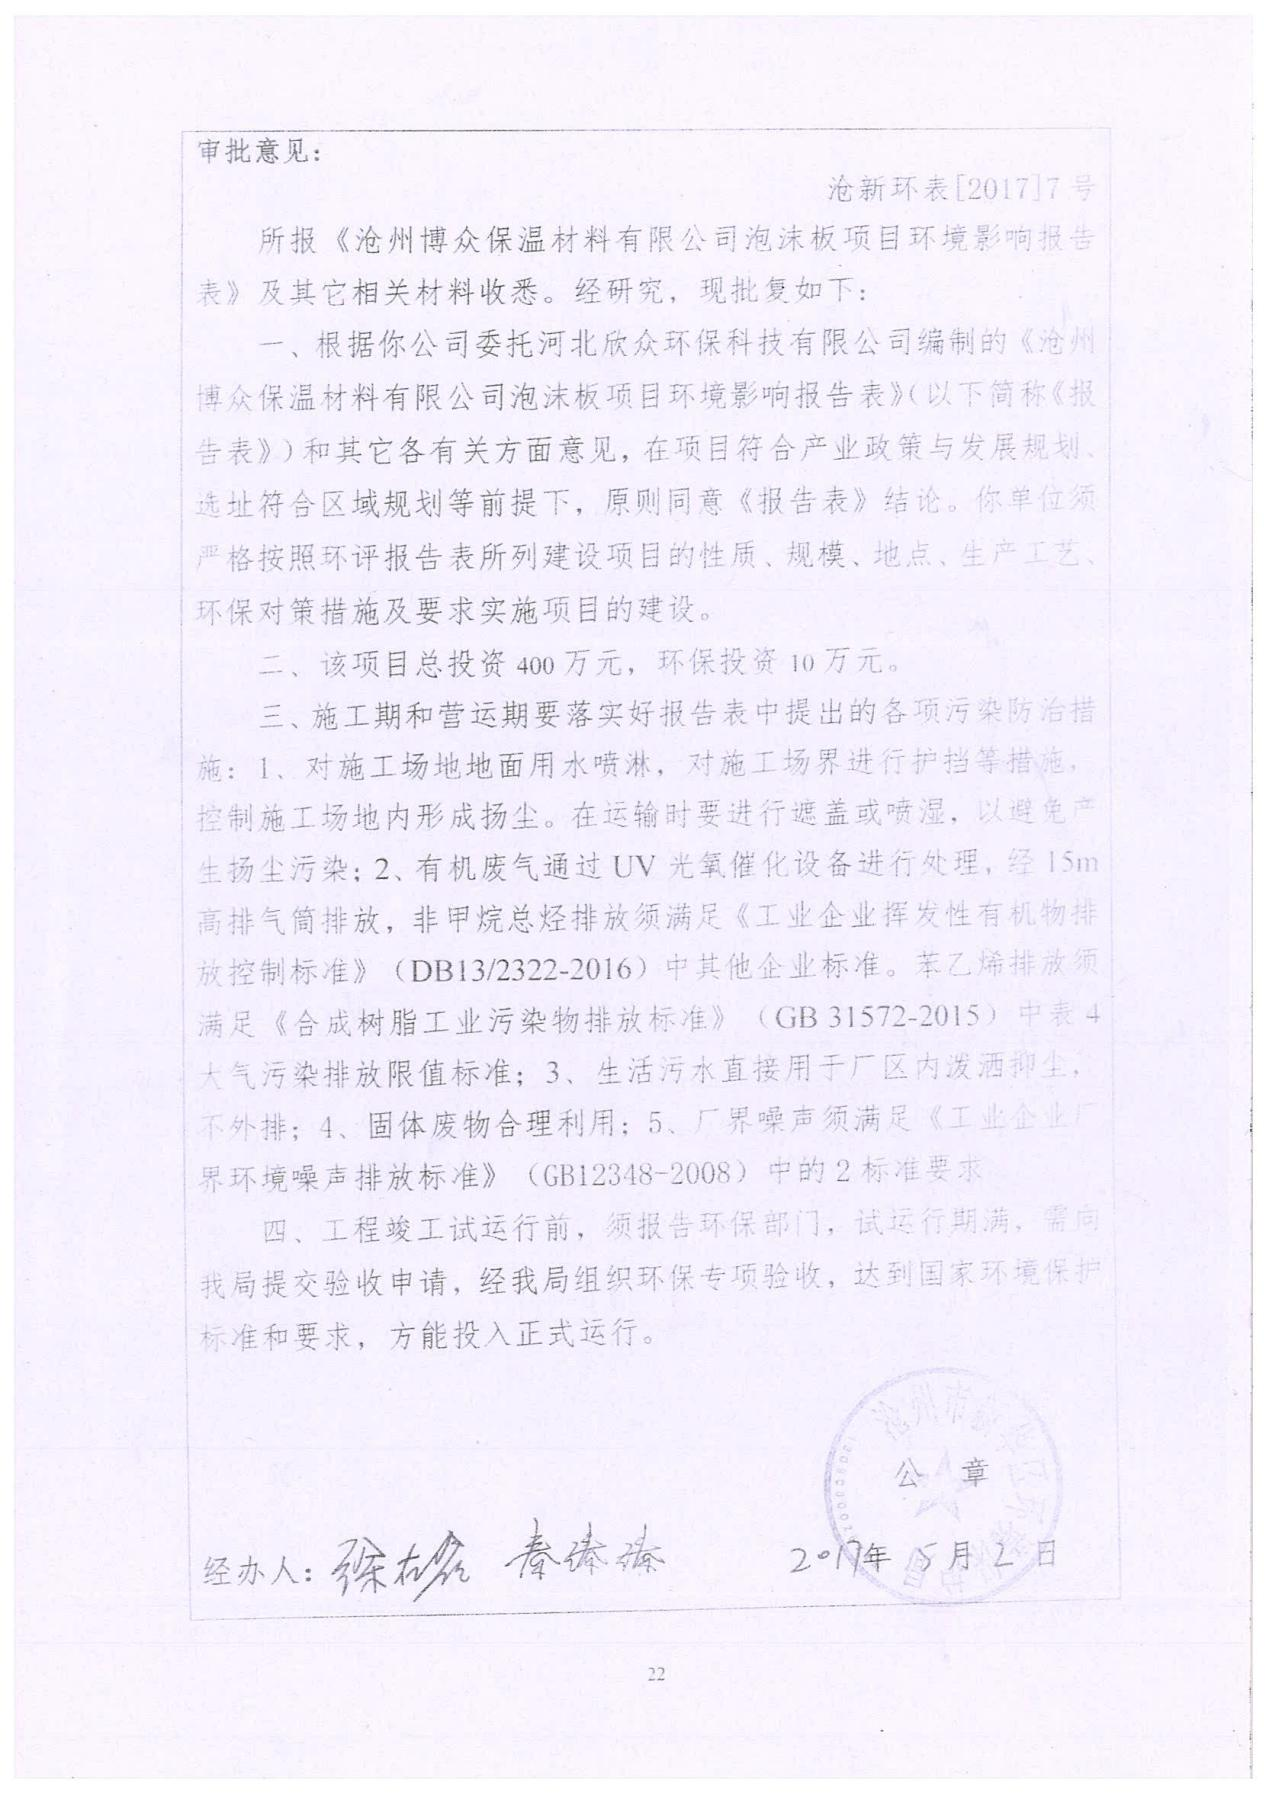 审批意见：
沧新环表[2017]7号
所报《沧州博众保温材料有限公司泡沫板项目环境影响报告
表》及其它相关材料收悉。经研究，现批复如下：
一、根据你公司委托河北欣众环保科技有限公司编制的《沧州
博众保温材料有限公司泡沫板项目环境影响报告表》（以下简称《报
告表》）和其它各有关方面意见，在项目符合产业政策与发展规划、
选址符合区域规划等前提下，原则同意《报告表》结论。你单位须
严格按照环评报告表所列建设项目的性质、规模、地点、生产工艺、
环保对策措施及要求实施项目的建设。
二、该项目总投资 400 万元，环保投资 10 万元。
三、施工期和营运期要落实好报告表中提出的各项污染防治措
施：1、对施工场地地面用水喷淋，对施工场界进行护挡等措施，
控制施工场地内形成扬尘。在运输时要进行遮盖或喷湿，以避免产
生扬尘污染；2、有机废气通过 UV 光氧催化设备进行处理，经 15m
高排气筒排放，非甲烷总烃排放须满足《工业企业挥发性有机物排
放控制标准》（DB13/2322-2016）中其他企业标准。苯乙烯排放须
满足《合成树脂工业污染物排放标准》（GB 31572-2015）中表 4
大气污染排放限值标准；3、生活污水直接用于厂区内泼洒抑尘，
不外排；4、固体废物合理利用；5、厂界噪声须满足《工业企业厂
界环境噪声排放标准》（GB12348-2008）中的 2 标准要求
四、工程竣工试运行前，须报告环保部门，试运行期满，需向
我局提交验收申请，经我局组织环保专项验收，达到国家环境保护
标准和要求，方能投入正式运行。
沧州市
公 章
经办人： 秦臻臻 2017年 5月 2 日
22